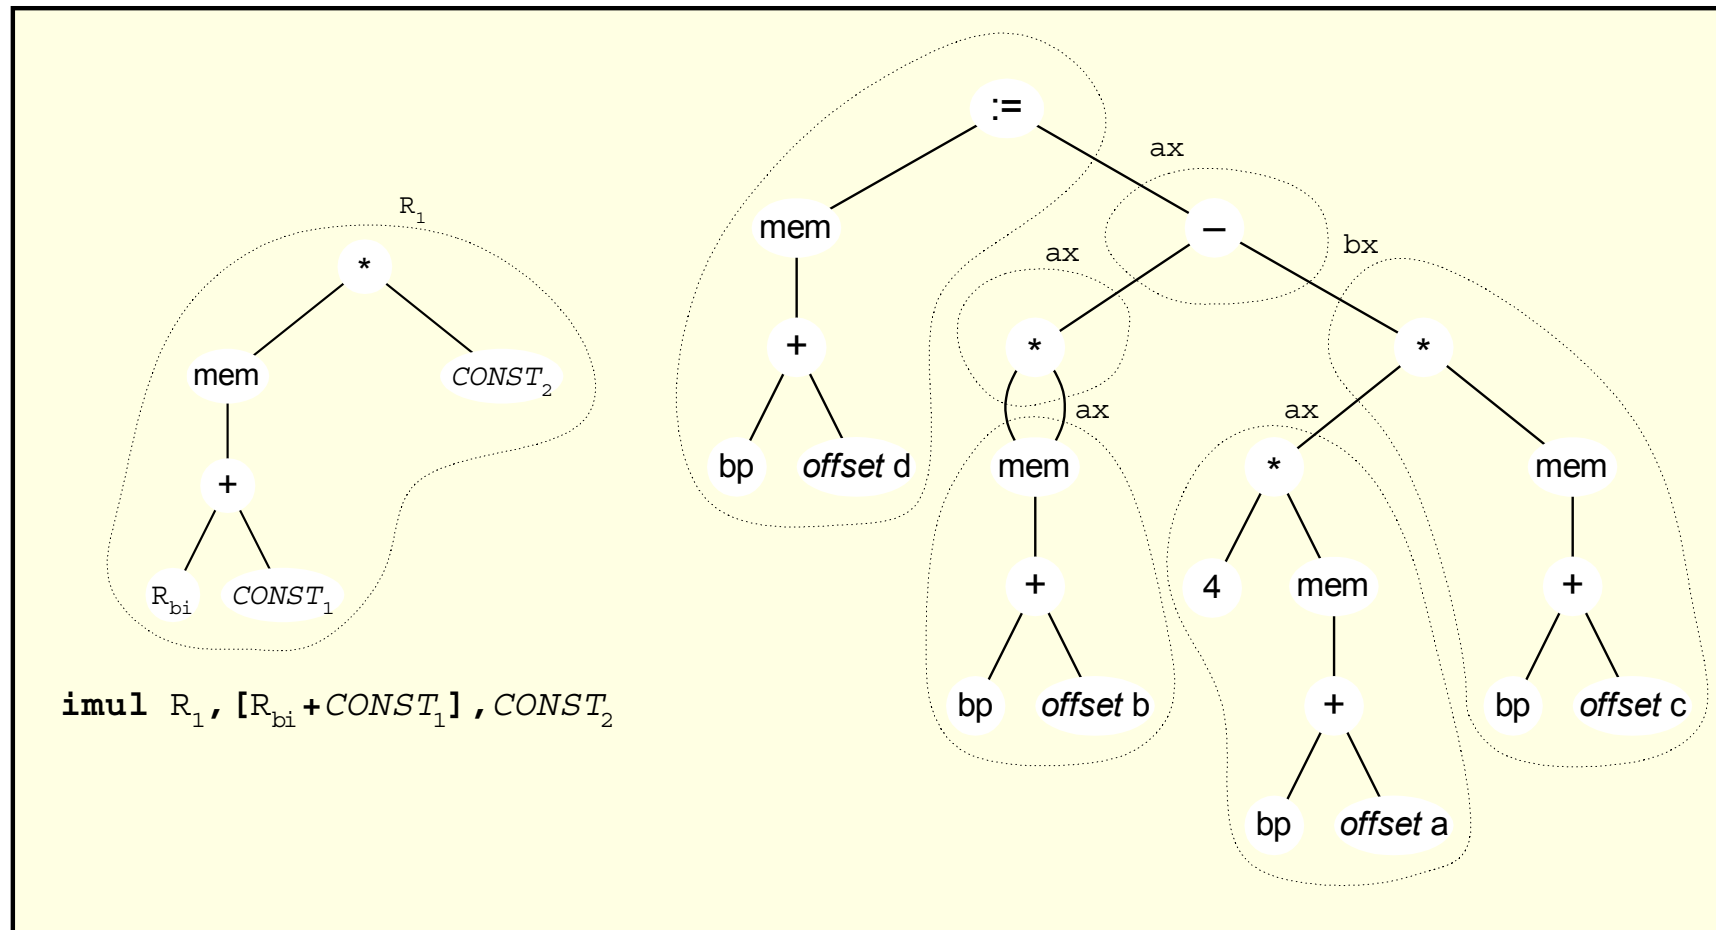 :=
ax
R1
mem
–
bx
*
ax
+
*
*
mem
CONST2
ax
ax
bp
offset d
mem
*
mem
+
+
4
mem
+
Rbi
CONST1
bp
offset b
+
bp
offset c
imul R1,[Rbi+CONST1],CONST2
bp
offset a